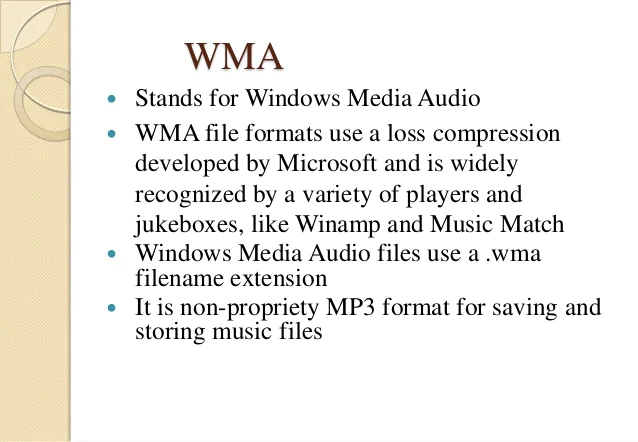 WMA
• Stands for Windows Media Audio
• WMA file formats use a loss compression
developed by Microsoft and is widely
recognized by a variety of players and
jukeboxes, like Winamp and Music Match
• Windows Media Audio files use a .wma
filename extension
• It is non-propriety MP3 format for saving and
storing music files